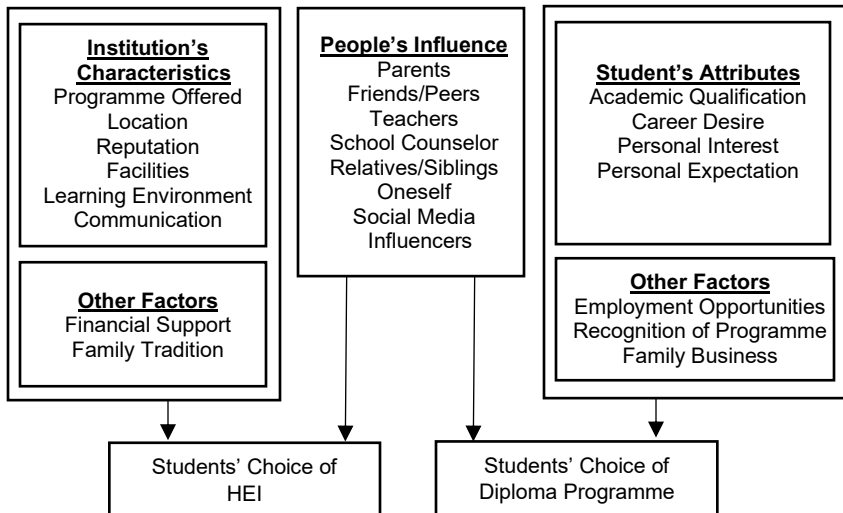 Institution's
Characteristics
Programme Offered
Location
Reputation
Facilities
Learning Environment
Communication
Other Factors
Financial Support
Family Tradition
People's Influence
Parents
Friends/Peers
Teachers
School Counselor
Relatives/Siblings
Oneself
Social Media
Influencers
Student's Attributes
Academic Qualification
Career Desire
Personal Interest
Personal Expectation
Other Factors
Employment Opportunities
Recognition of Programme
Family Business
Students' Choice of
HEI
Students' Choice of
Diploma Programme